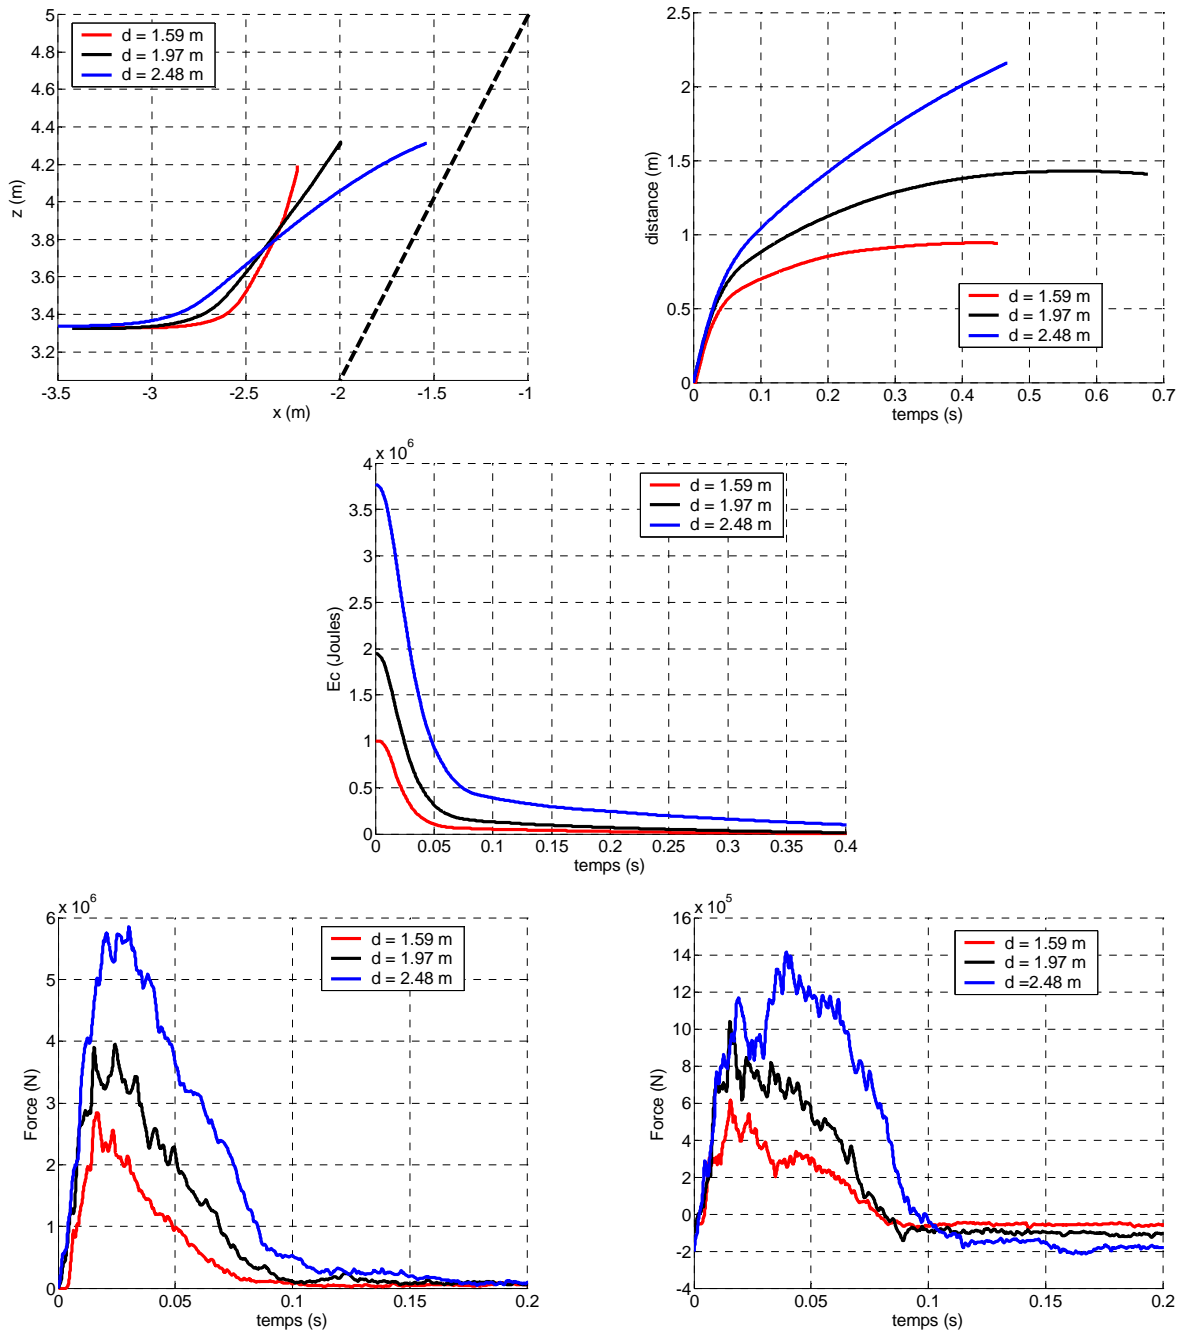 d = 1.59 m
d = 1.97 m
d = 2.48 m
z (m)
5
4.8
4.6
4.4
4.2
4
3.8
3.6
3.4
3.2
-3.5 -3 -2.5 -2 -1.5 -1
x (m)
distance (m)
2.5
2
1.5
1
0.5
0
d = 1.59 m
d = 1.97 m
d = 2.48 m
0 0.1 0.2 0.3 0.4 0.5 0.6 0.7
temps (s)
x 10^6
Ec (Joules)
4
3.5
3
2.5
2
1.5
1
0.5
0
d = 1.59 m
d = 1.97 m
d = 2.48 m
0 0.05 0.1 0.15 0.2 0.25 0.3 0.35 0.4
temps (s)
x 10^6
Force (N)
6
5
4
3
2
1
0
d = 1.59 m
d = 1.97 m
d = 2.48 m
0 0.05 0.1 0.15 0.2
temps (s)
x 10^5
Force (N)
16
14
12
10
8
6
4
2
0
-2
-4
d = 1.59 m
d = 1.97 m
d =2.48 m
0 0.05 0.1 0.15 0.2
temps (s)